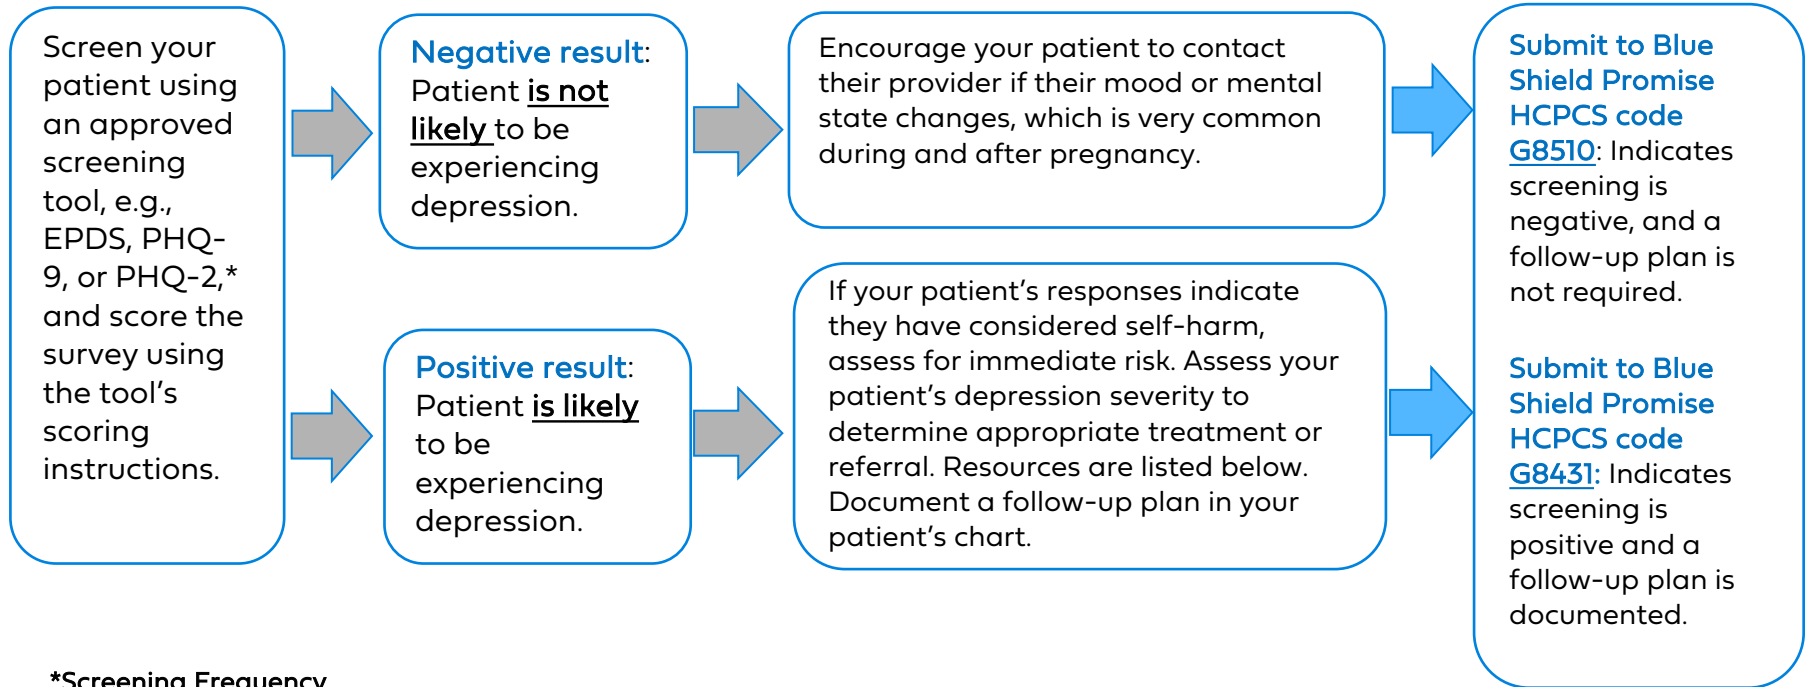 Screen your
patient using
an approved
screening
tool, e.g.,
EPDS, PHQ-
9, or PHQ-2,*
and score the
survey using
the tool’s
scoring
instructions.
Negative result:
Patient is not
likely to be
experiencing
depression.
Encourage your patient to contact
their provider if their mood or mental
state changes, which is very common
during and after pregnancy.
Positive result:
Patient is likely
to be
experiencing
depression.
If your patient’s responses indicate
they have considered self-harm,
assess for immediate risk. Assess your
patient’s depression severity to
determine appropriate treatment or
referral. Resources are listed below.
Document a follow-up plan in your
patient’s chart.
Submit to Blue
Shield Promise
HCPCS code
G8510: Indicates
screening is
negative, and a
follow-up plan is
not required.
Submit to Blue
Shield Promise
HCPCS code
G8431: Indicates
screening is
positive and a
follow-up plan is
documented.
*Screening Frequency